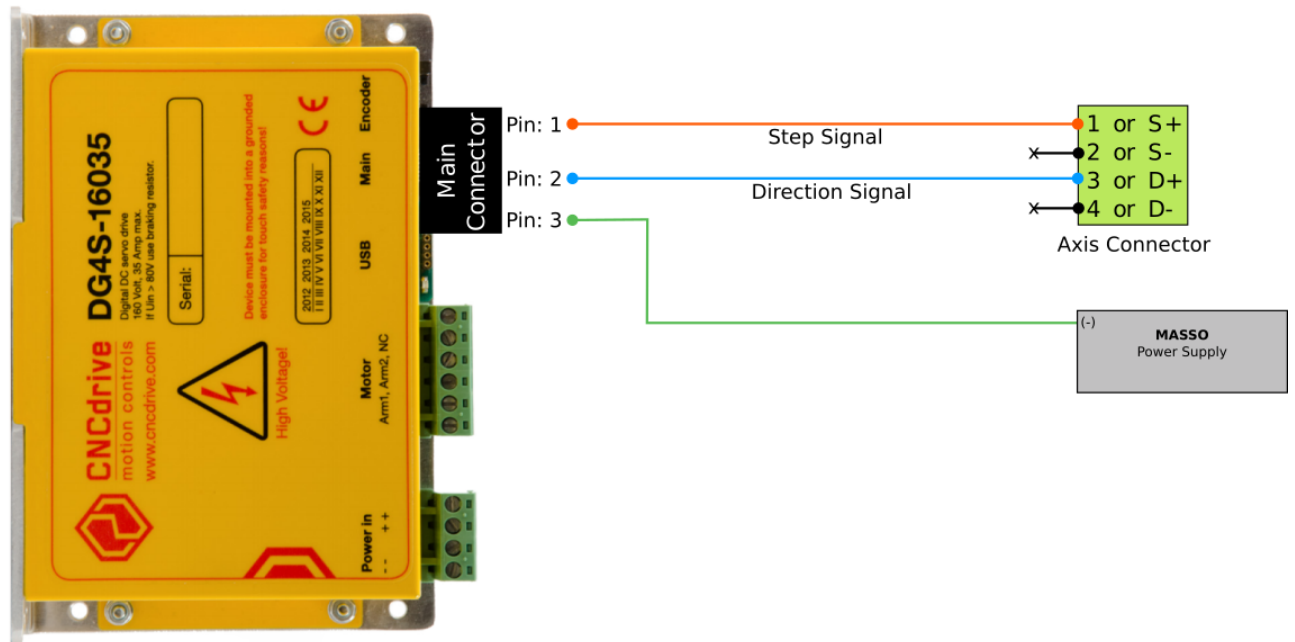 CNCdrive
motion controls
www.cncdrive.com
DG4S-16035
Digital DC servo drive
160 Volt, 35 Amp max.
If Uin > 80V use braking resistor.
Serial:
High Voltage!
Device must be mounted into a grounded
enclosure for touch safety reasons!
2012 2013 2014 2015
I II III IV V VI VII VIII IX X XI XII
CE
Power in
- - + +
Motor
Arm1, Arm2, NC
USB
Main
Encoder
Main
Connector
Pin: 1
Pin: 2
Pin: 3
Step Signal
Direction Signal
1 or S+
2 or S-
3 or D+
4 or D-
Axis Connector
(-)
MASSO
Power Supply